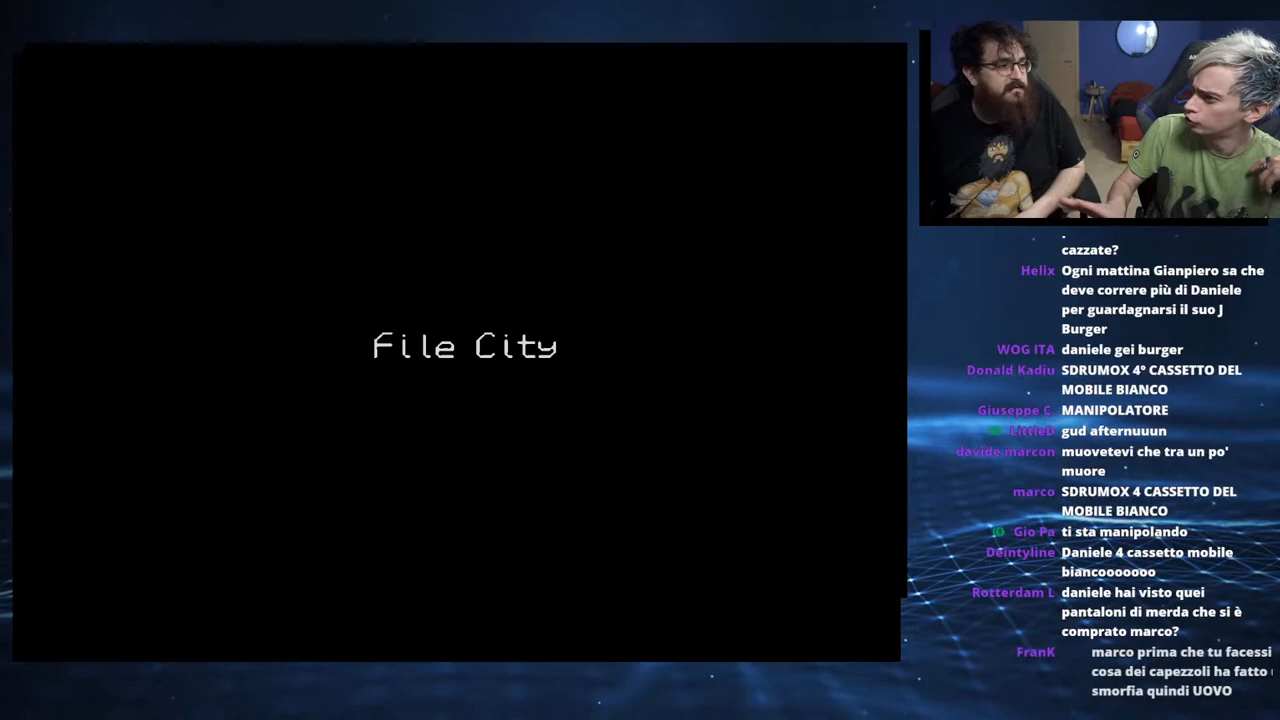 File City
cazzate?
Helix Ogni mattina Gianpiero sa che
deve correre più di Daniele
per guardagnarsi il suo J
Burger
WOG ITA daniele gei burger
Donald Kadiu SDRUMOX 4° CASSETTO DEL
MOBILE BIANCO
Giuseppe C. MANIPOLATORE
LittleD gud afternuuun
davide marcon muovetevi che tra un po'
muore
marco SDRUMOX 4 CASSETTO DEL
MOBILE BIANCO
Gio Pa ti sta manipolando
Deintyline Daniele 4 cassetto mobile
biancooooooo
Rotterdam L daniele hai visto quei
pantaloni di merda che si è
comprato marco?
FranK marco prima che tu facessi
cosa dei capezzoli ha fatto
smorfia quindi UOVO